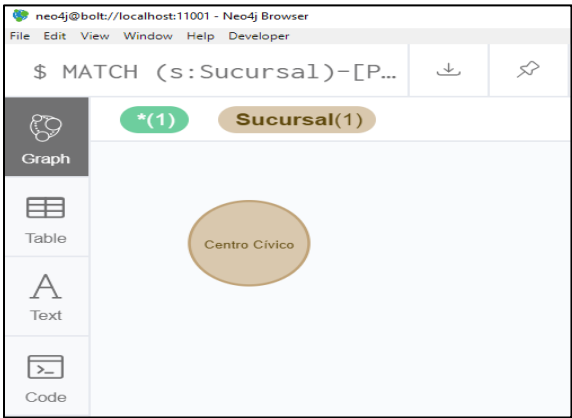 neo4j@bolt://localhost:11001 - Neo4j Browser
File Edit View Window Help Developer
$ MATCH (s:Sucursal)-[P...
*(1) Sucursal(1)
Graph
Centro Cívico
Table
Text
Code